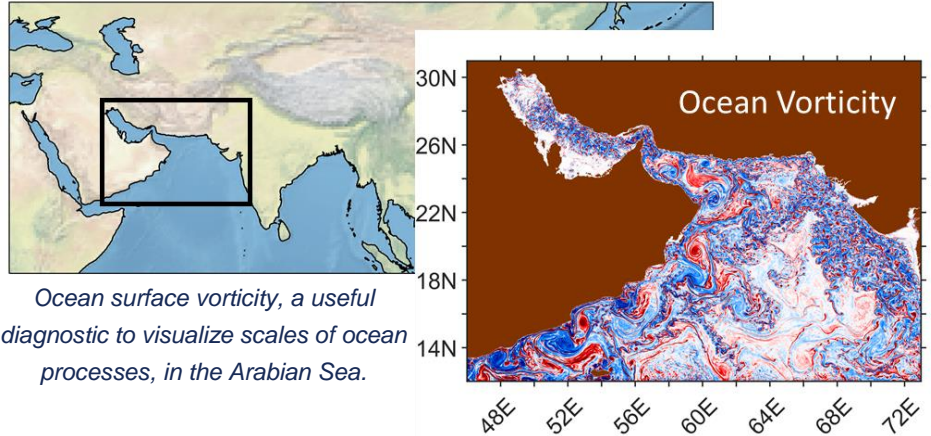 Ocean surface vorticity, a useful
diagnostic to visualize scales of ocean
processes, in the Arabian Sea.
Ocean Vorticity
30N
26N
22N
18N
14N
48E
52E
56E
60E
64E
68E
72E